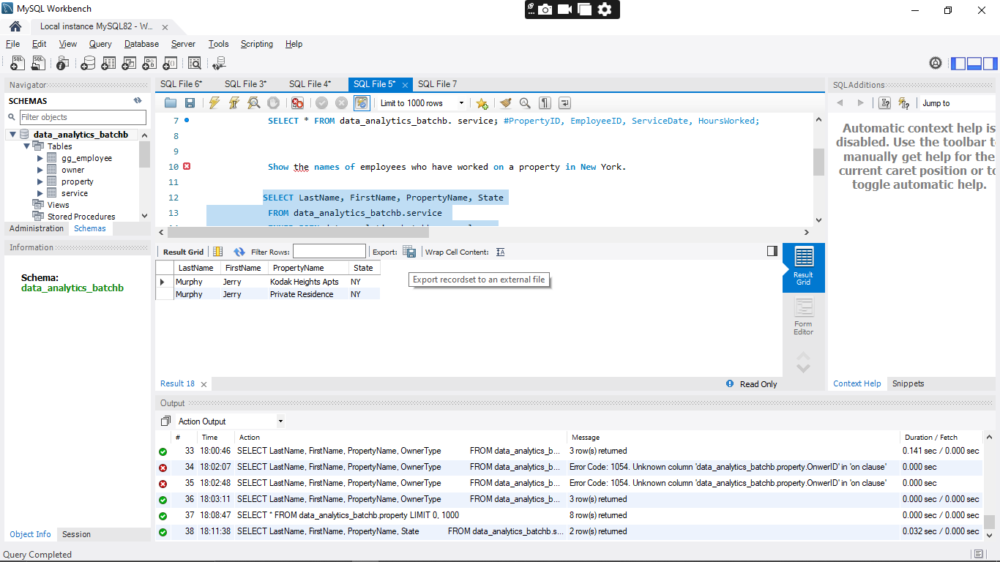 MySQL Workbench
Local instance MySQL82 - W...
File Edit View Query Database Server Tools Scripting Help
Navigator
SCHEMAS
Filter objects
data_analytics_batchb
Tables
gg_employee
owner
property
service
Views
Stored Procedures
Administration Schemas
Information
Schema:
data_analytics_batchb
Object Info Session
Query Completed
SQL File 6* SQL File 3* SQL File 4* SQL File 5* SQL File 7
Limit to 1000 rows
7 SELECT * FROM data_analytics_batchb. service; #PropertyID, EmployeeID, ServiceDate, HoursWorked;
8
9
10 Show the names of employees who have worked on a property in New York.
11
12 SELECT LastName, FirstName, PropertyName, State
13 FROM data_analytics_batchb.service
Result Grid Filter Rows: Export: Wrap Cell Content:
LastName FirstName PropertyName State
Murphy Jerry Kodak Heights Apts NY
Murphy Jerry Private Residence NY
Export recordset to an external file
Result Grid
Form Editor
Result 18
Read Only
SQLAdditions
Jump to
Automatic context help is
disabled. Use the toolbar t
manually get help for the
current caret position or to
toggle automatic help.
Context Help Snippets
Output
Action Output
# Time Action Message Duration / Fetch
33 18:00:46 SELECT LastName, FirstName, PropertyName, OwnerType FROM data_analytics_b... 3 row(s) returned 0.141 sec / 0.000 sec
34 18:02:07 SELECT LastName, FirstName, PropertyName, OwnerType FROM data_analytics_b... Error Code: 1054. Unknown column 'data_analytics_batchb.property.OnwerID' in 'on clause' 0.000 sec
35 18:02:48 SELECT LastName, FirstName, PropertyName, OwnerType FROM data_analytics_b... Error Code: 1054. Unknown column 'data_analytics_batchb.property.OnwerID' in 'on clause' 0.000 sec
36 18:03:11 SELECT LastName, FirstName, PropertyName, OwnerType FROM data_analytics_b... 3 row(s) returned 0.000 sec / 0.000 sec
37 18:08:47 SELECT * FROM data_analytics_batchb.property LIMIT 0, 1000 8 row(s) returned 0.000 sec / 0.000 sec
38 18:11:38 SELECT LastName, FirstName, PropertyName, State FROM data_analytics_batchb.s... 2 row(s) returned 0.032 sec / 0.000 sec